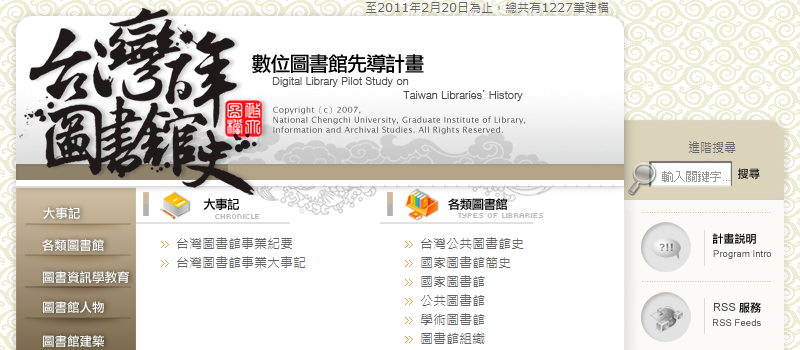 至2011年2月20日為止，總共有1227筆建檔
台灣百年
圖書館史
數位圖書館先導計畫
Digital Library Pilot Study on
Taiwan Libraries' History
Copyright (c) 2007,
National Chengchi University, Graduate Institute of Library,
Information and Archival Studies. All Rights Reserved.
進階搜尋
輸入關鍵字...
搜尋
大事記
各類圖書館
圖書資訊學教育
圖書館人物
圖書館建築
大事記
CHRONICLE
台灣圖書館事業紀要
台灣圖書館事業大事記
各類圖書館
TYPES OF LIBRARIES
台灣公共圖書館史
國家圖書館簡史
國家圖書館
公共圖書館
學術圖書館
圖書館組織
?!!
計畫説明
Program Intro
RSS 服務
RSS Feeds